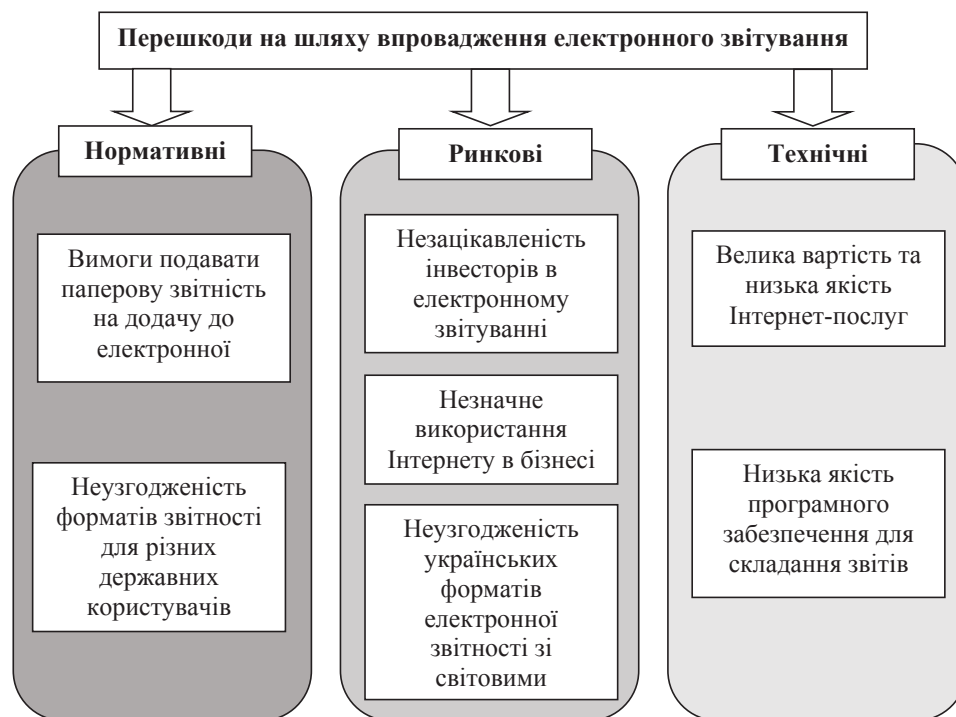 Перешкоди на шляху впровадження електронного звітування
Нормативні
Вимоги подавати
паперову звітність
на додачу до
електронної
Неузгодженість
форматів звітності
для різних
державних
користувачів
Ринкові
Незацікавленість
інвесторів в
електронному
звітуванні
Незначне
використання
Інтернету в бізнесі
Неузгодженість
українських
форматів
електронної
звітності зі
світовими
Технічні
Велика вартість та
низька якість
Інтернет-послуг
Низька якість
програмного
забезпечення для
складання звітів